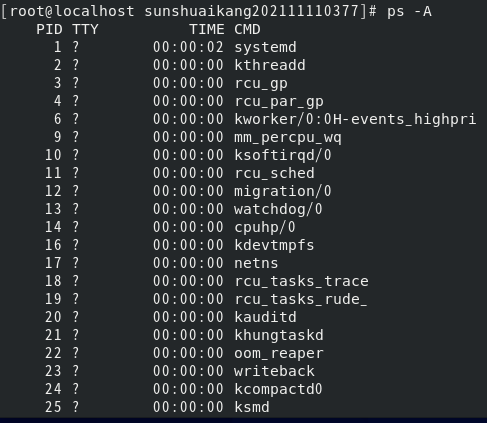 [root@localhost sunshuaikang202111110377]# ps -A
PID TTY TIME CMD
1 ? 00:00:02 systemd
2 ? 00:00:00 kthreadd
3 ? 00:00:00 rcu_gp
4 ? 00:00:00 rcu_par_gp
6 ? 00:00:00 kworker/0:0H-events_highpri
9 ? 00:00:00 mm_percpu_wq
10 ? 00:00:00 ksoftirqd/0
11 ? 00:00:00 rcu_sched
12 ? 00:00:00 migration/0
13 ? 00:00:00 watchdog/0
14 ? 00:00:00 cpuhp/0
16 ? 00:00:00 kdevtmpfs
17 ? 00:00:00 netns
18 ? 00:00:00 rcu_tasks_trace
19 ? 00:00:00 rcu_tasks_rude_
20 ? 00:00:00 kauditd
21 ? 00:00:00 khungtaskd
22 ? 00:00:00 oom_reaper
23 ? 00:00:00 writeback
24 ? 00:00:00 kcompactd0
25 ? 00:00:00 ksmd